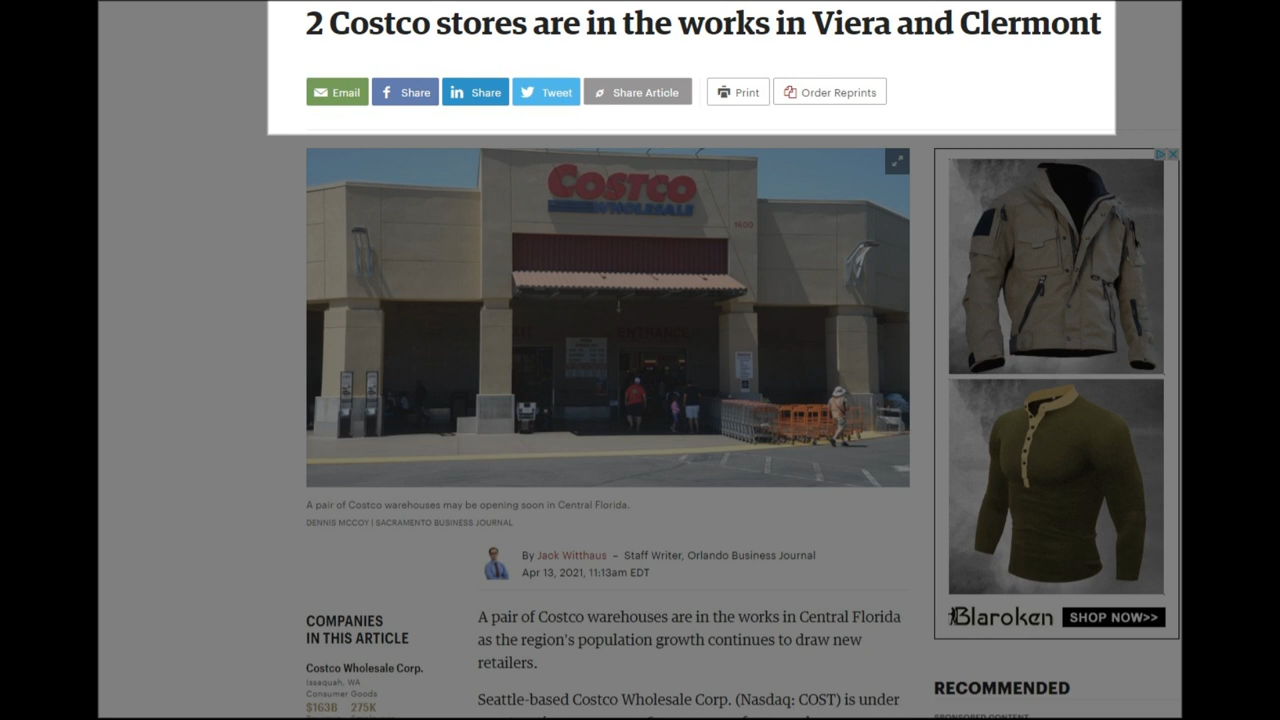 2 Costco stores are in the works in Viera and Clermont
Email
Share
Share
Tweet
Share Article
Print
Order Reprints
COSTCO
WHOLESALE
1600
ENTRANCE
A pair of Costco warehouses may be opening soon in Central Florida.
DENNIS MCCOY | SACRAMENTO BUSINESS JOURNAL
By Jack Witthaus – Staff Writer, Orlando Business Journal
Apr 13, 2021, 11:13am EDT
COMPANIES
IN THIS ARTICLE
Costco Wholesale Corp.
Issaquah, WA
Consumer Goods
$163B 275K
A pair of Costco warehouses are in the works in Central Florida
as the region's population growth continues to draw new
retailers.
Seattle-based Costco Wholesale Corp. (Nasdaq: COST) is under
Blaroken
SHOP NOW>>
RECOMMENDED
SPONSORED CONTENT